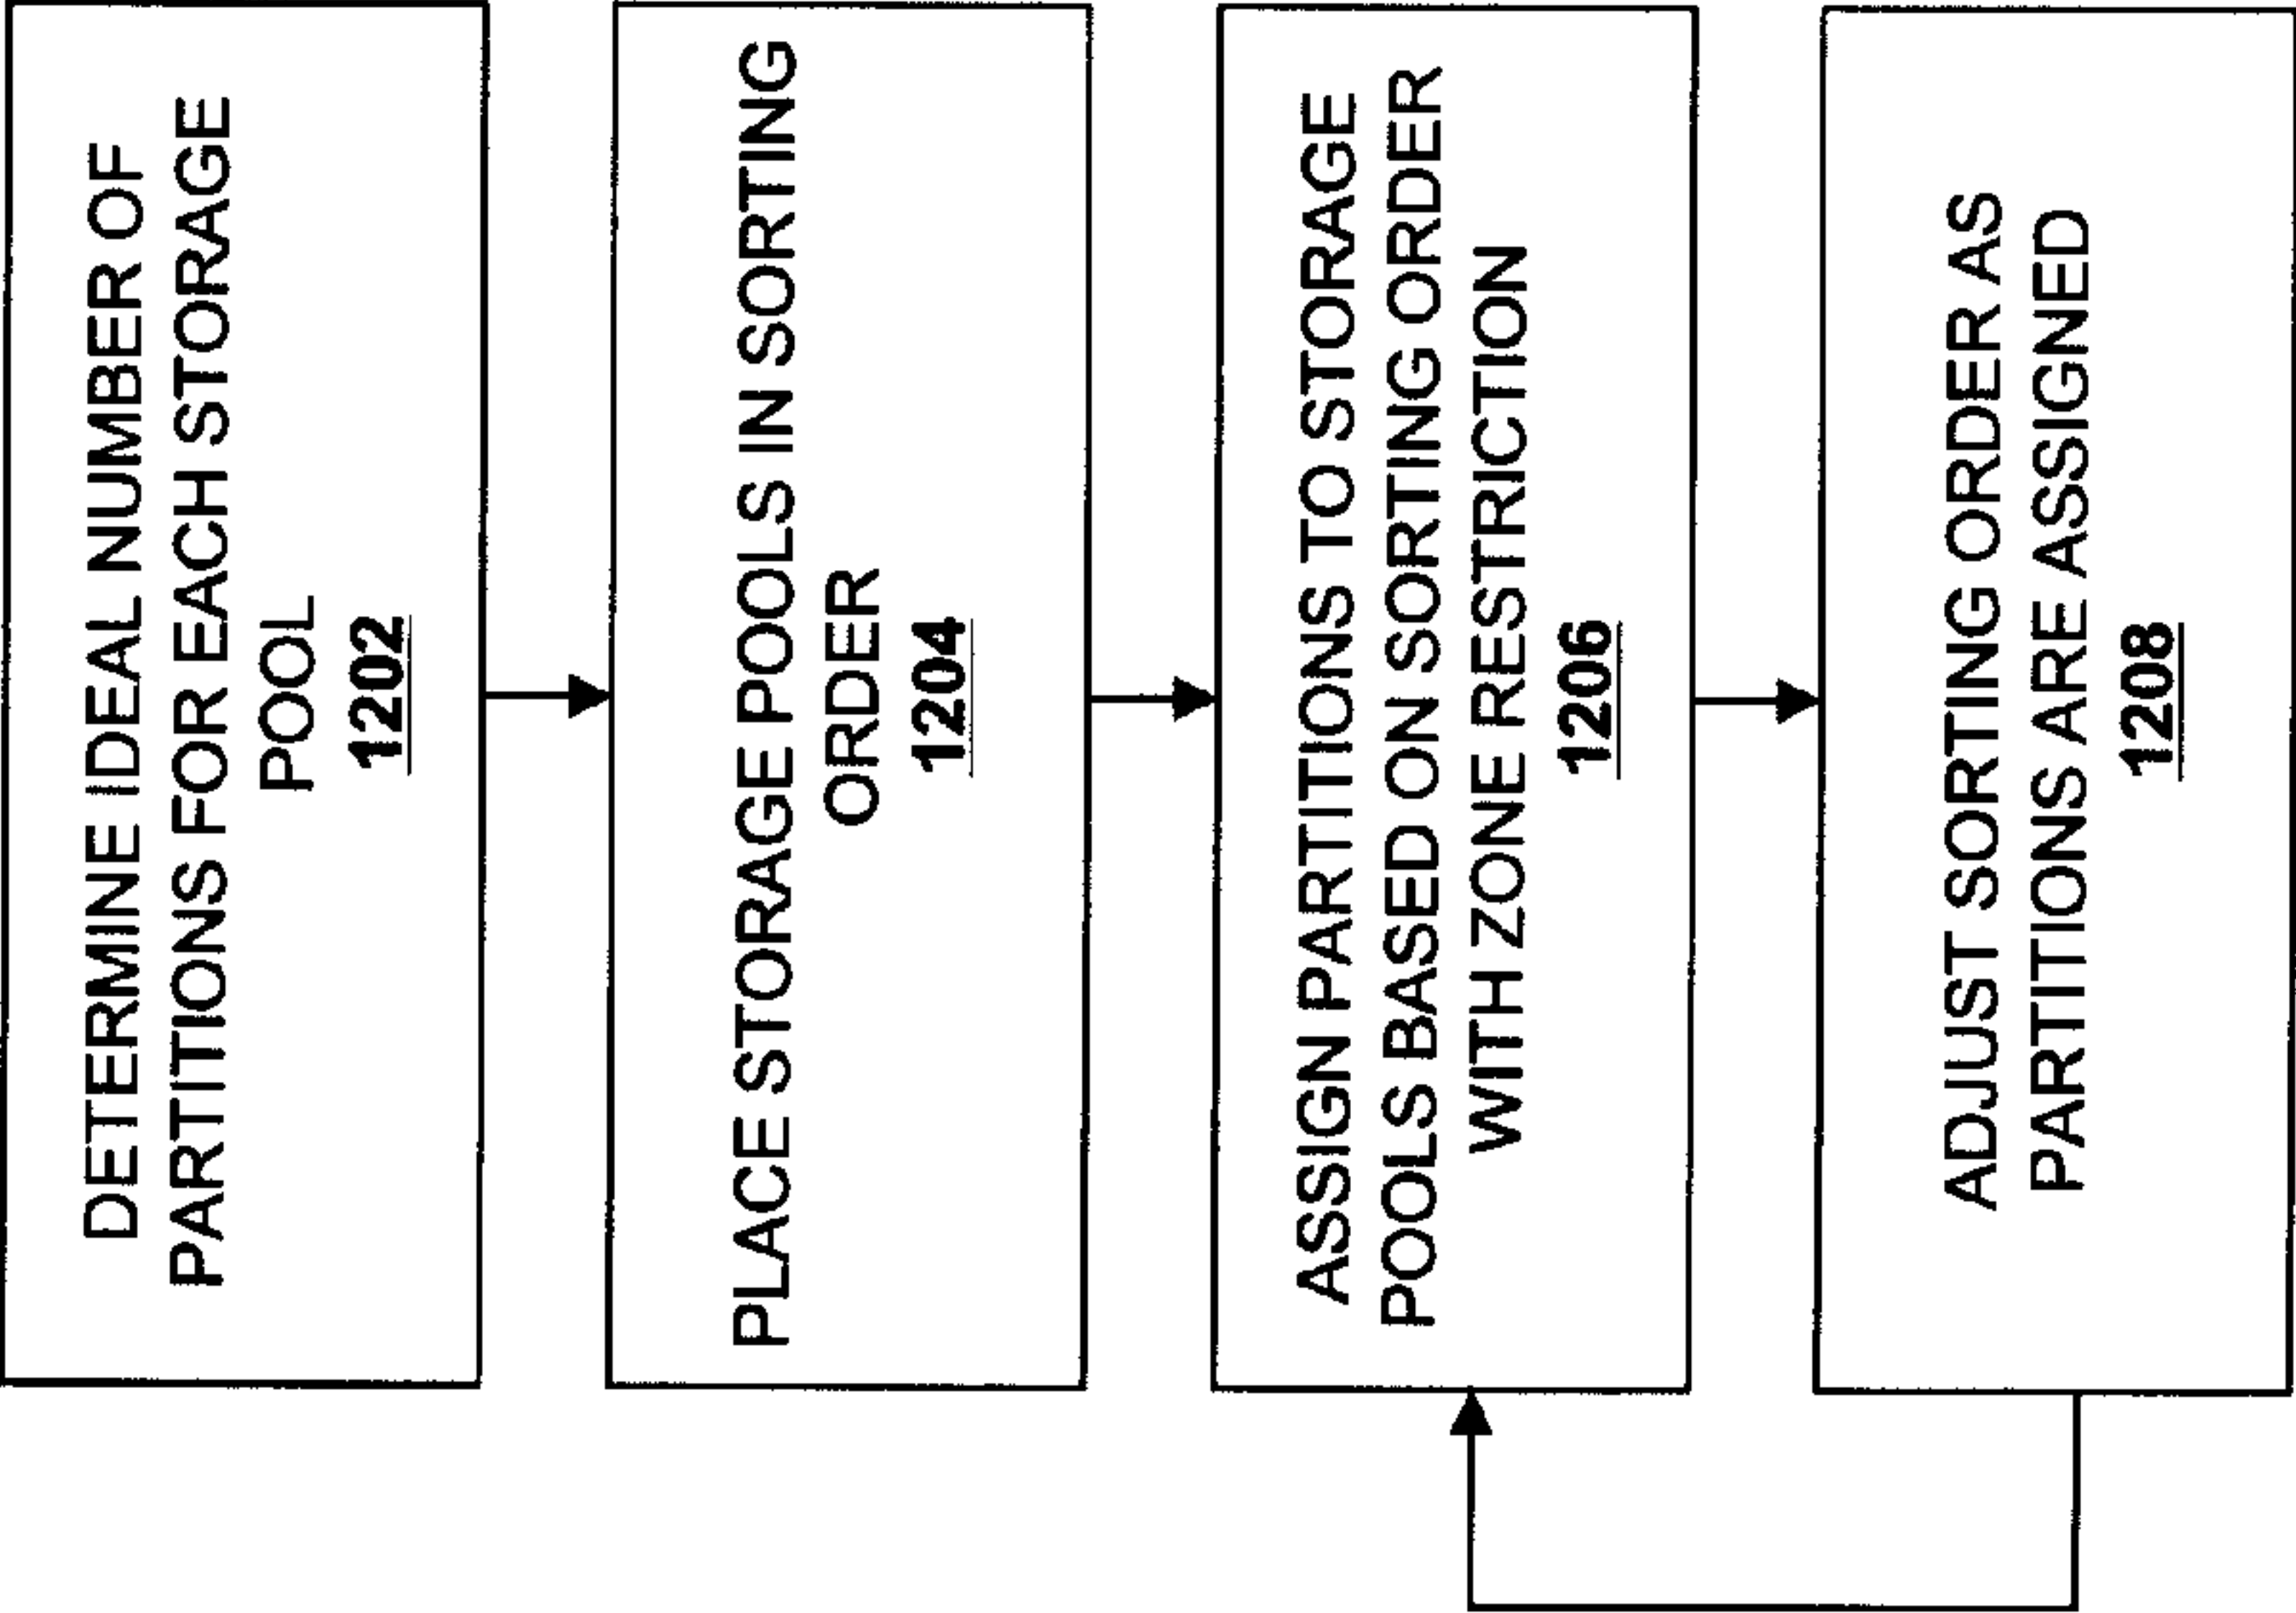 DETERMINE IDEAL NUMBER OF
PARTITIONS FOR EACH STORAGE
POOL
1202
PLACE STORAGE POOLS IN SORTING
ORDER
1204
ASSIGN PARTITIONS TO STORAGE
POOLS BASED ON SORTING ORDER
WITH ZONE RESTRICTION
1206
ADJUST SORTING ORDER AS
PARTITIONS ARE ASSIGNED
1208